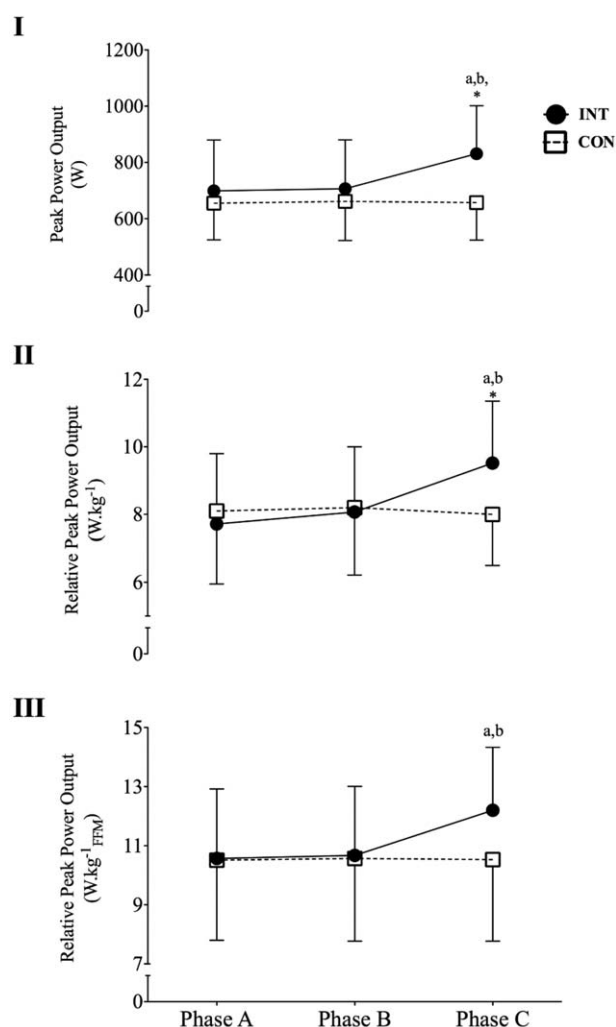 I
Peak Power Output
(W)
1200
1000
800
600
400
0
a,b,
*
INT
CON
II
Relative Peak Power Output
(W.kg⁻¹)
12
10
8
6
0
a,b
*
III
Relative Peak Power Output
(W.kg⁻¹FFM)
15
13
11
9
7
0
a,b
Phase A Phase B Phase C